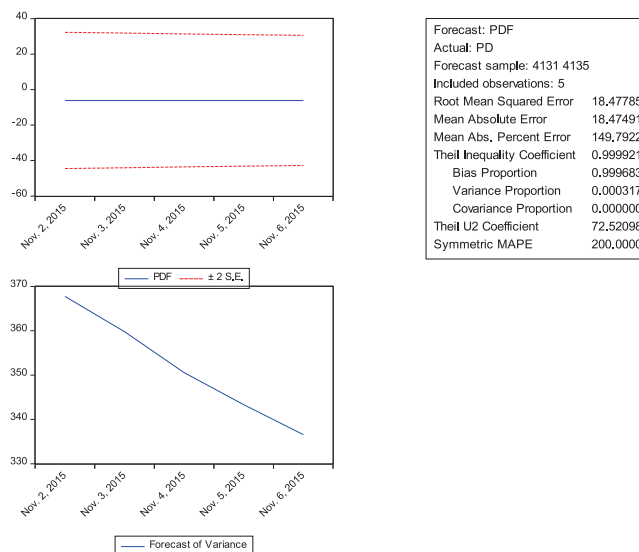 40
20
0
-20
-40
-60
Nov. 2, 2015
Nov. 3, 2015
Nov. 4, 2015
Nov. 5, 2015
Nov. 6, 2015
PDF ± 2 S.E.
Forecast: PDF
Actual: PD
Forecast sample: 4131 4135
Included observations: 5
Root Mean Squared Error 18.47785
Mean Absolute Error 18.47491
Mean Abs. Percent Error 149.7922
Theil Inequality Coefficient 0.999921
Bias Proportion 0.999683
Variance Proportion 0.000317
Covariance Proportion 0.000000
Theil U2 Coefficient 72.52098
Symmetric MAPE 200.0000
370
360
350
340
330
Nov. 2, 2015
Nov. 3, 2015
Nov. 4, 2015
Nov. 5, 2015
Nov. 6, 2015
Forecast of Variance